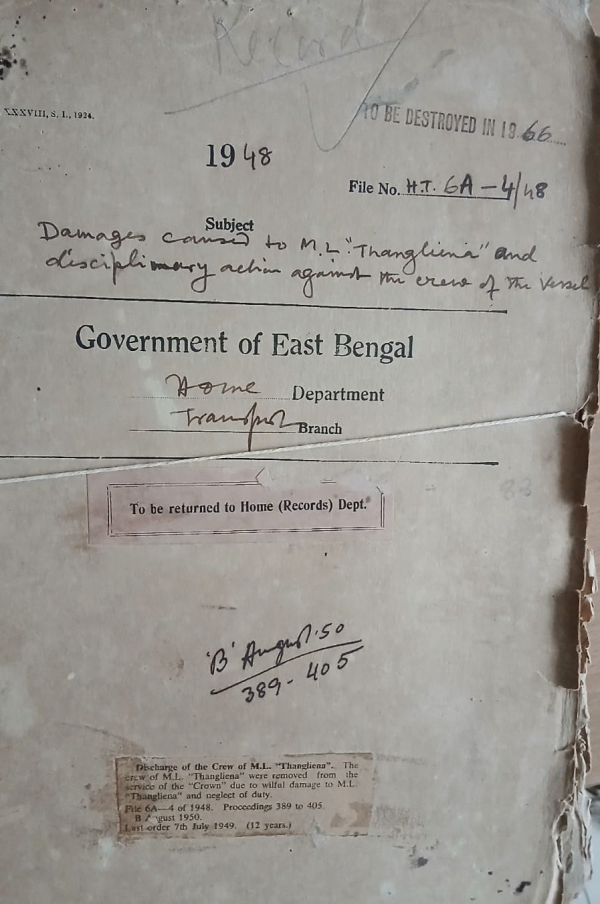 Record
XXXVIII, S. I., 1924.
TO BE DESTROYED IN 1966
1948
File No. H.T. 6A - 4/48
Subject
Damages caused to M.L "Thangliena" and
disciplinary action against the crew of the vessel
Government of East Bengal
Home Department
Transport Branch
83
To be returned to Home (Records) Dept.
'B' August. 50
389 - 405
Discharge of the Crew of M.L. "Thangliena". The
crew of M.L. "Thangliena" were removed from the
service of the "Crown" due to wilful damage to M.L.
"Thangliena" and neglect of duty.
File 6A—4 of 1948. Proceedings 389 to 405
B August 1950.
Last order 7th July 1949. (12 years.)